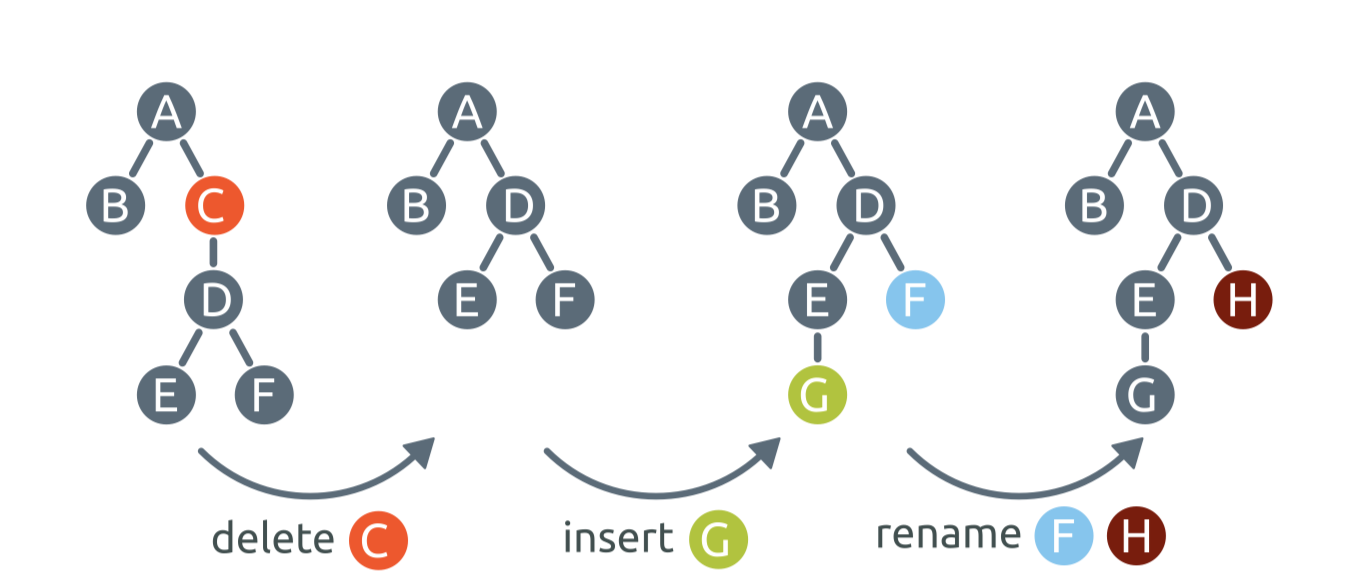 A A A A
B C B D B D B D
D E F E F E H
E F G G
delete C insert G rename F H